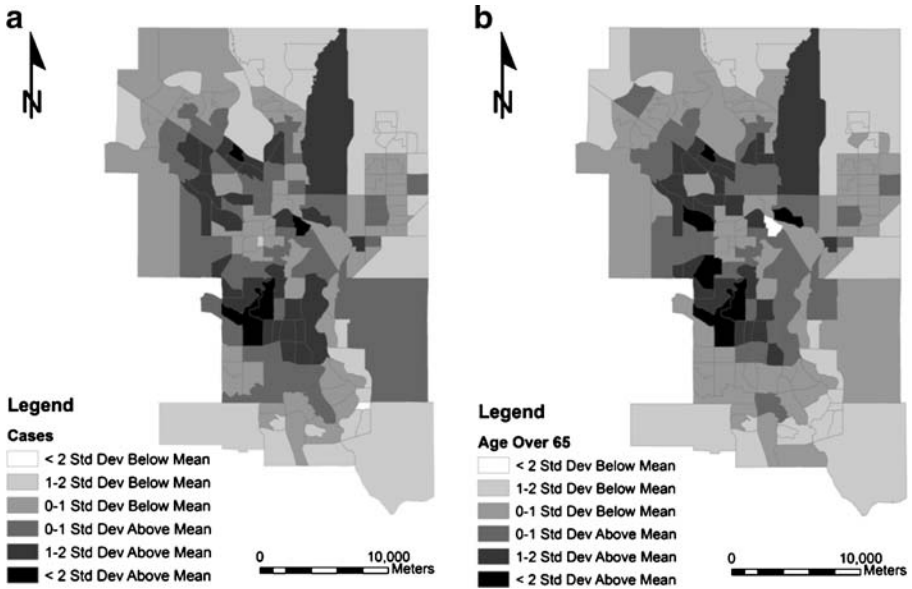 a
N
Legend
Cases
< 2 Std Dev Below Mean
1-2 Std Dev Below Mean
0-1 Std Dev Below Mean
0-1 Std Dev Above Mean
1-2 Std Dev Above Mean
< 2 Std Dev Above Mean
0 10,000
Meters
b
N
Legend
Age Over 65
< 2 Std Dev Below Mean
1-2 Std Dev Below Mean
0-1 Std Dev Below Mean
0-1 Std Dev Above Mean
1-2 Std Dev Above Mean
< 2 Std Dev Above Mean
0 10,000
Meters